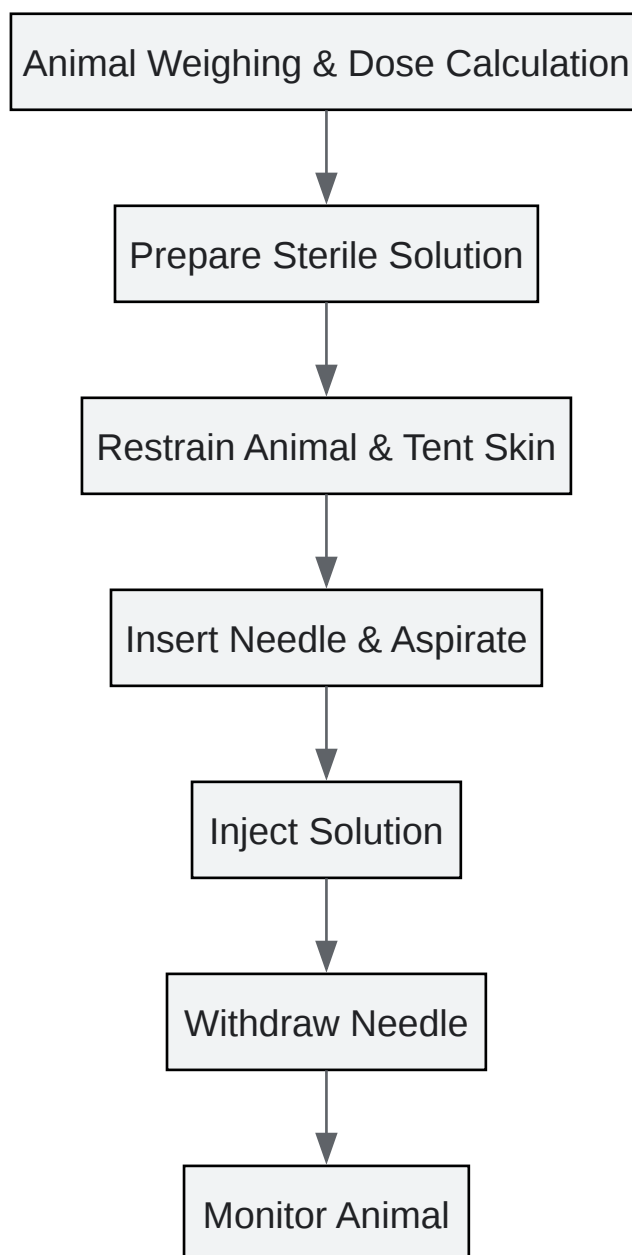 Animal Weighing & Dose Calculation
Prepare Sterile Solution
Restrain Animal & Tent Skin
Insert Needle & Aspirate
Inject Solution
Withdraw Needle
Monitor Animal